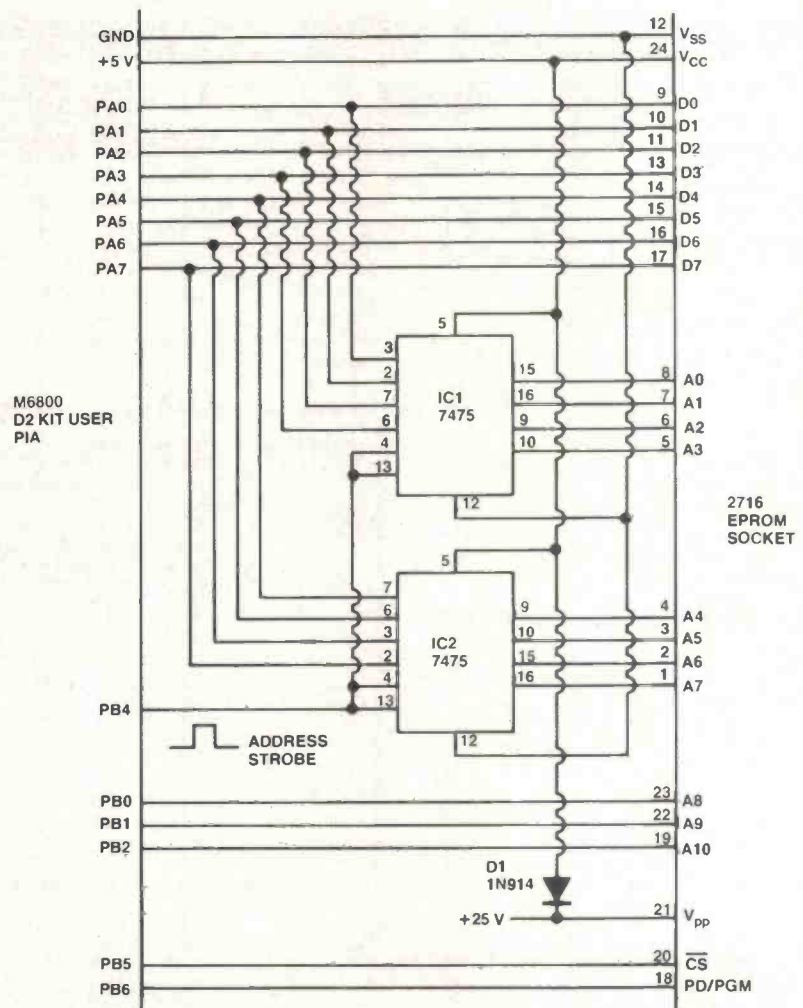 GND 12 VSS
+5 V 24 VCC
PA0 9 D0
PA1 10 D1
PA2 11 D2
PA3 13 D3
PA4 14 D4
PA5 15 D5
PA6 16 D6
PA7 17 D7
5
3 15 8 A0
2 IC1 16 7 A1
7 7475 9 6 A2
6 10 5 A3
4
13
12
M6800
D2 KIT USER
PIA
2716
EPROM
SOCKET
5
7 9 4 A4
6 10 3 A5
3 IC2 15 2 A6
2 7475 16 1 A7
4
PB4 13
12
ADDRESS
STROBE
PB0 23 A8
PB1 22 A9
PB2 19 A10
D1
1N914
+25 V 21 Vpp
PB5 20 CS
PB6 18 PD/PGM